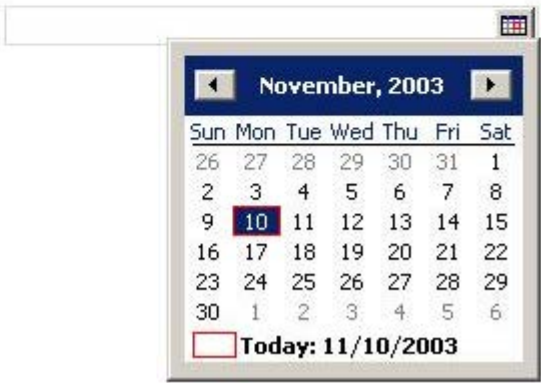 November, 2003
Sun Mon Tue Wed Thu Fri Sat
26 27 28 29 30 31 1
2 3 4 5 6 7 8
9 10 11 12 13 14 15
16 17 18 19 20 21 22
23 24 25 26 27 28 29
30 1 2 3 4 5 6
Today: 11/10/2003